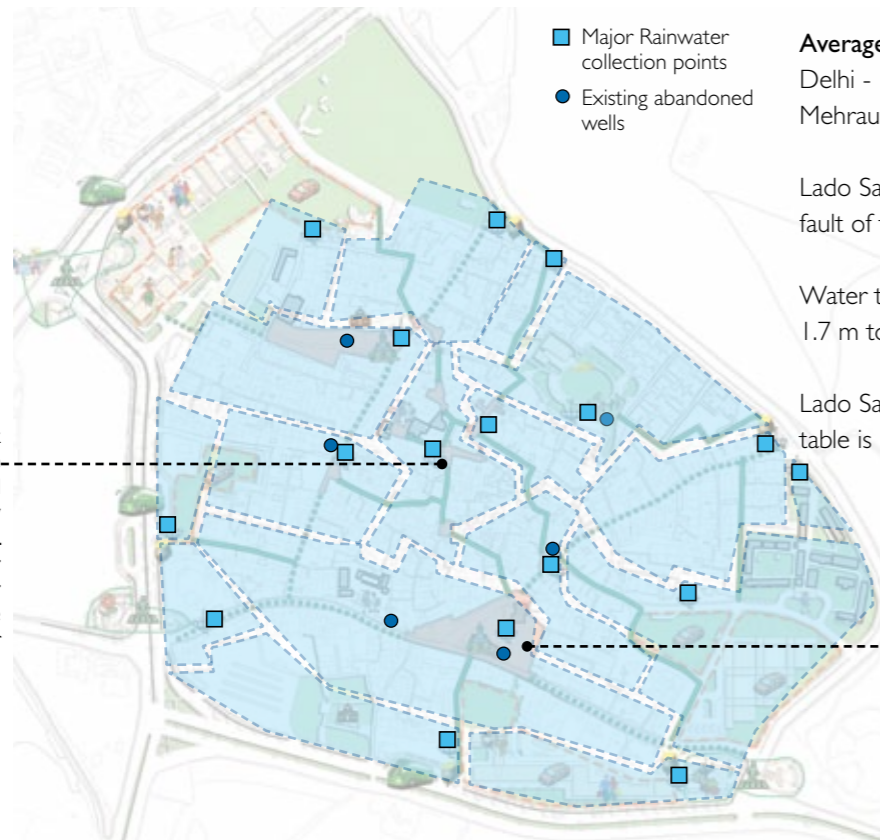 Major Rainwater
collection points
Existing abandoned
wells
Average
Delhi -
Mehrau
Lado Sa
fault of
Water t
1.7 m to
Lado Sa
table is